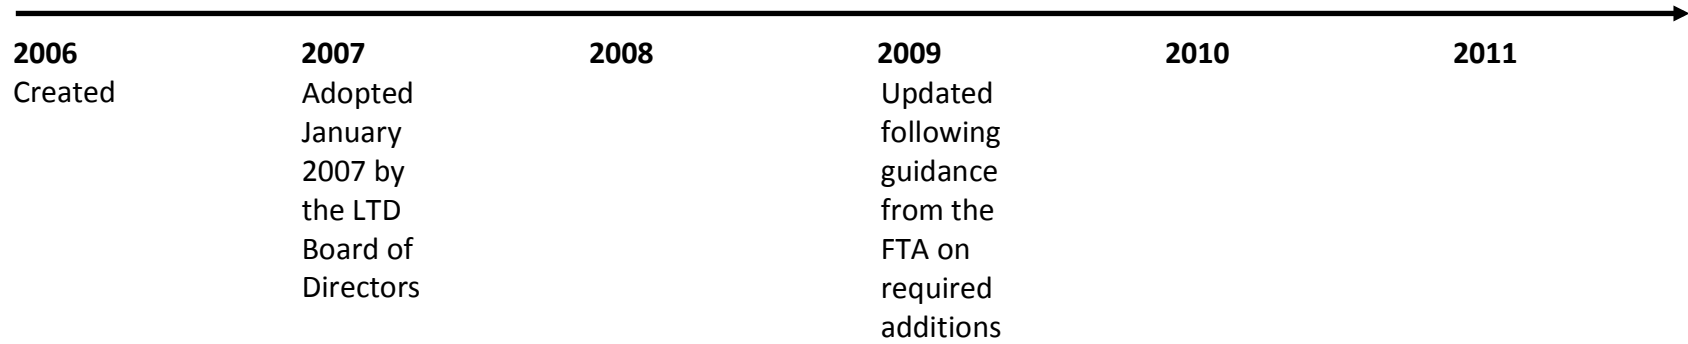 2006 2007 2008 2009 2010 2011
Created
Adopted
January
2007 by
the LTD
Board of
Directors
Updated
following
guidance
from the
FTA on
required
additions